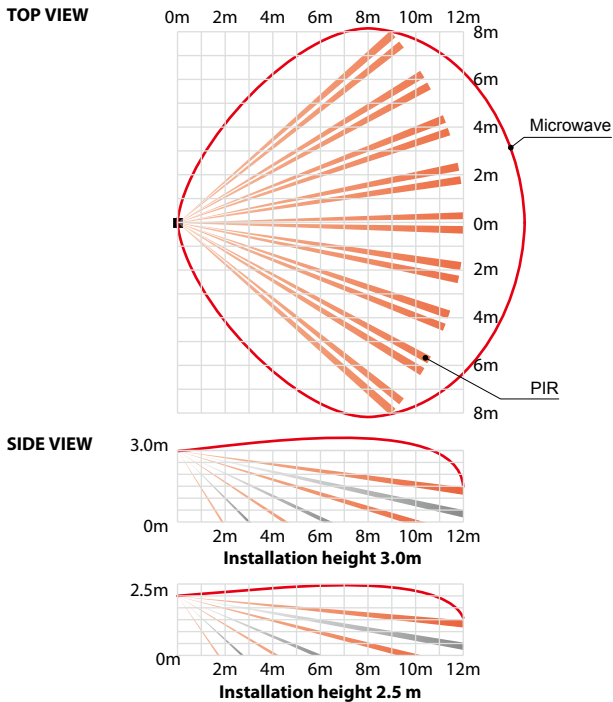 TOP VIEW
0m 2m 4m 6m 8m 10m 12m
8m
6m
4m
Microwave
2m
0m
2m
4m
6m
PIR
8m
SIDE VIEW
3.0m
0m
2m 4m 6m 8m 10m 12m
Installation height 3.0m
2.5m
0m
2m 4m 6m 8m 10m 12m
Installation height 2.5 m